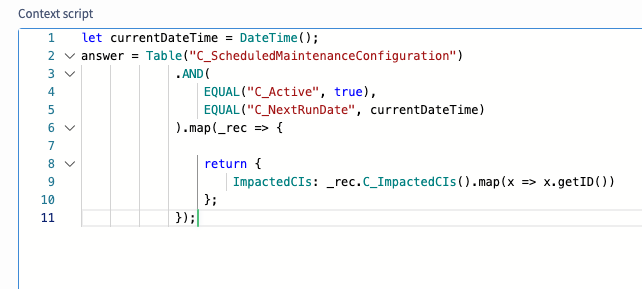 Context script
1 let currentDateTime = DateTime();
2 answer = Table("C_ScheduledMaintenanceConfiguration")
3 .AND(
4 EQUAL("C_Active", true),
5 EQUAL("C_NextRunDate", currentDateTime)
6 ).map(_rec => {
7
8 return {
9 ImpactedCIs: _rec.C_ImpactedCIs().map(x => x.getID())
10 };
11 });